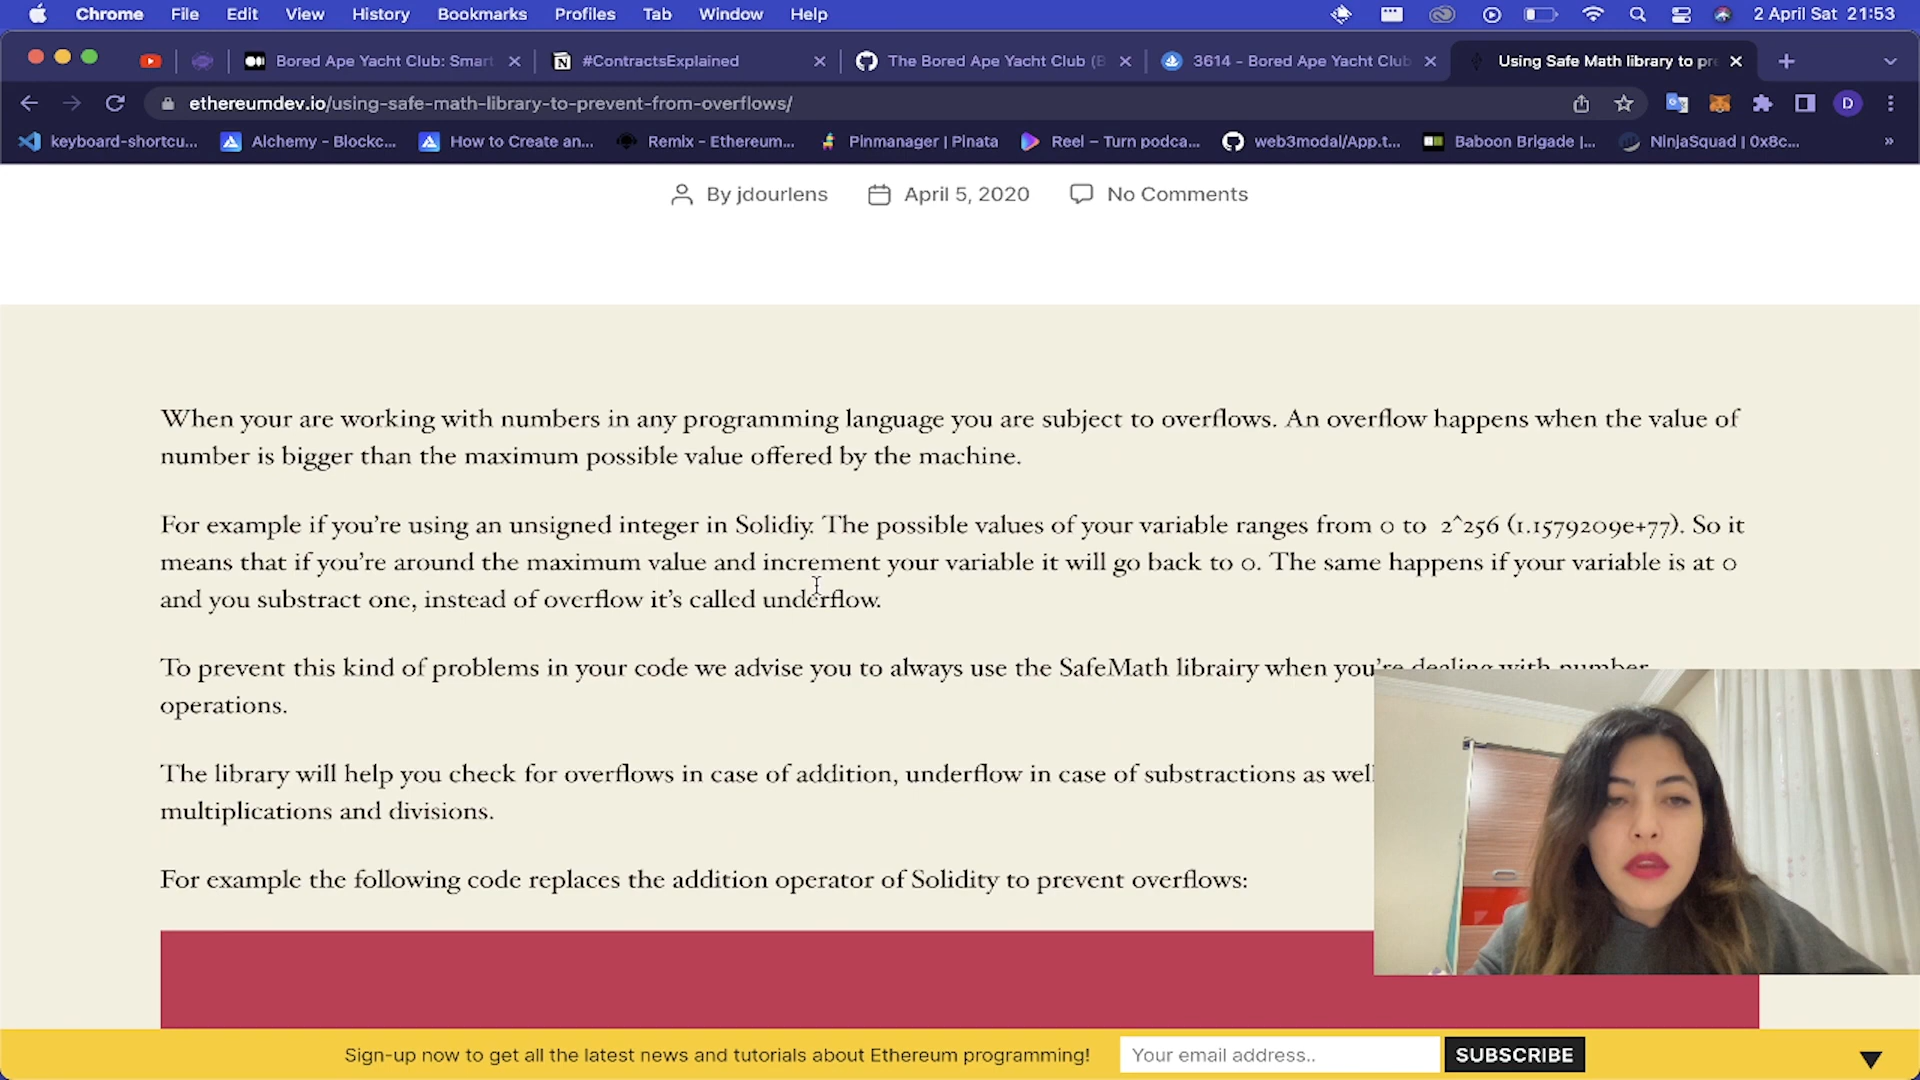 Chrome File Edit View History Bookmarks Profiles Tab Window Help 2 April Sat 21:53
Bored Ape Yacht Club: Smar #ContractsExplained The Bored Ape Yacht Club (B 3614 - Bored Ape Yacht Club Using Safe Math library to pre
ethereumdev.io/using-safe-math-library-to-prevent-from-overflows/ D
keyboard-shortcu... Alchemy - Blockc... How to Create an... Remix - Ethereum... Pinmanager | Pinata Reel – Turn podca... web3modal/App.t... Baboon Brigade |... NinjaSquad | 0x8c... »
By jdourlens April 5, 2020 No Comments
When your are working with numbers in any programming language you are subject to overflows. An overflow happens when the value of
number is bigger than the maximum possible value offered by the machine.
For example if you're using an unsigned integer in Solidiy. The possible values of your variable ranges from 0 to 2^256 (1.1579209e+77). So it
means that if you're around the maximum value and increment your variable it will go back to 0. The same happens if your variable is at 0
and you substract one, instead of overflow it's called underflow.
To prevent this kind of problems in your code we advise you to always use the SafeMath librairy when you're dealing with number
operations.
The library will help you check for overflows in case of addition, underflow in case of substractions as well
multiplications and divisions.
For example the following code replaces the addition operator of Solidity to prevent overflows:
Sign-up now to get all the latest news and tutorials about Ethereum programming! Your email address.. SUBSCRIBE